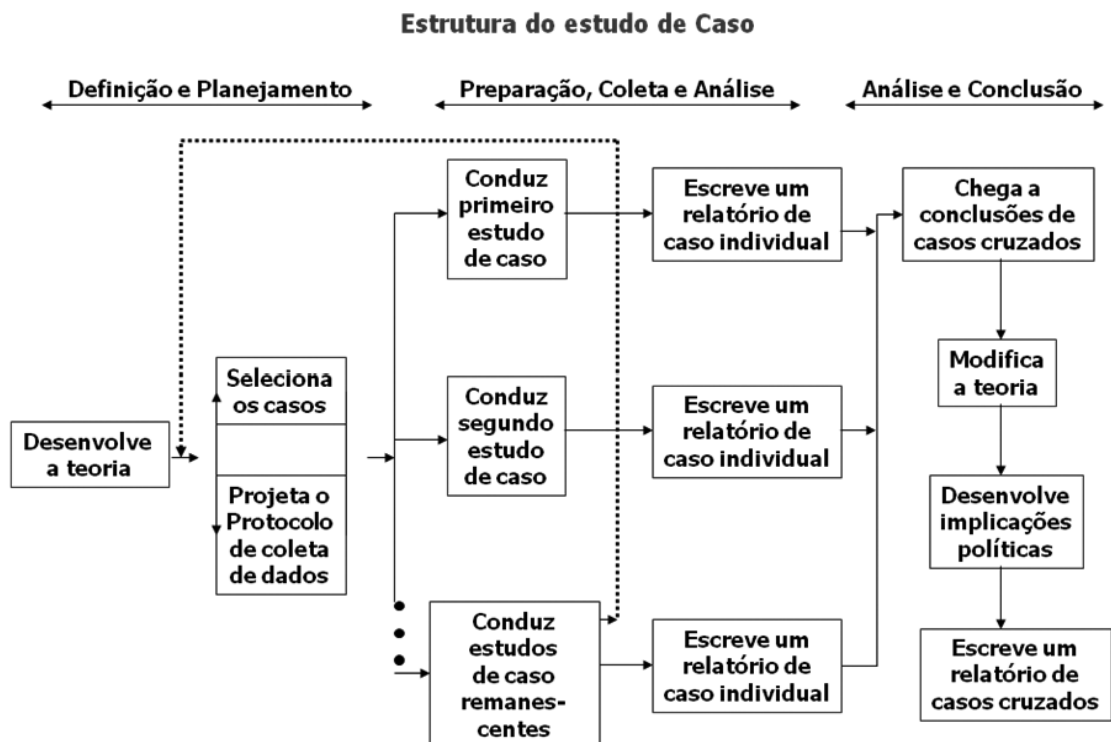 Estrutura do estudo de Caso
Definição e Planejamento
Preparação, Coleta e Análise
Análise e Conclusão
Desenvolve
a teoria
Seleciona
os casos
Projeta o
Protocolo
de coleta
de dados
Conduz
primeiro
estudo
de caso
Escreve um
relatório de
caso individual
Conduz
segundo
estudo
de caso
Escreve um
relatório de
caso individual
Conduz
estudos
de caso
remanes-
centes
Escreve um
relatório de
caso individual
Chega a
conclusões de
casos cruzados
Modifica
a teoria
Desenvolve
implicações
políticas
Escreve um
relatório de
casos cruzados